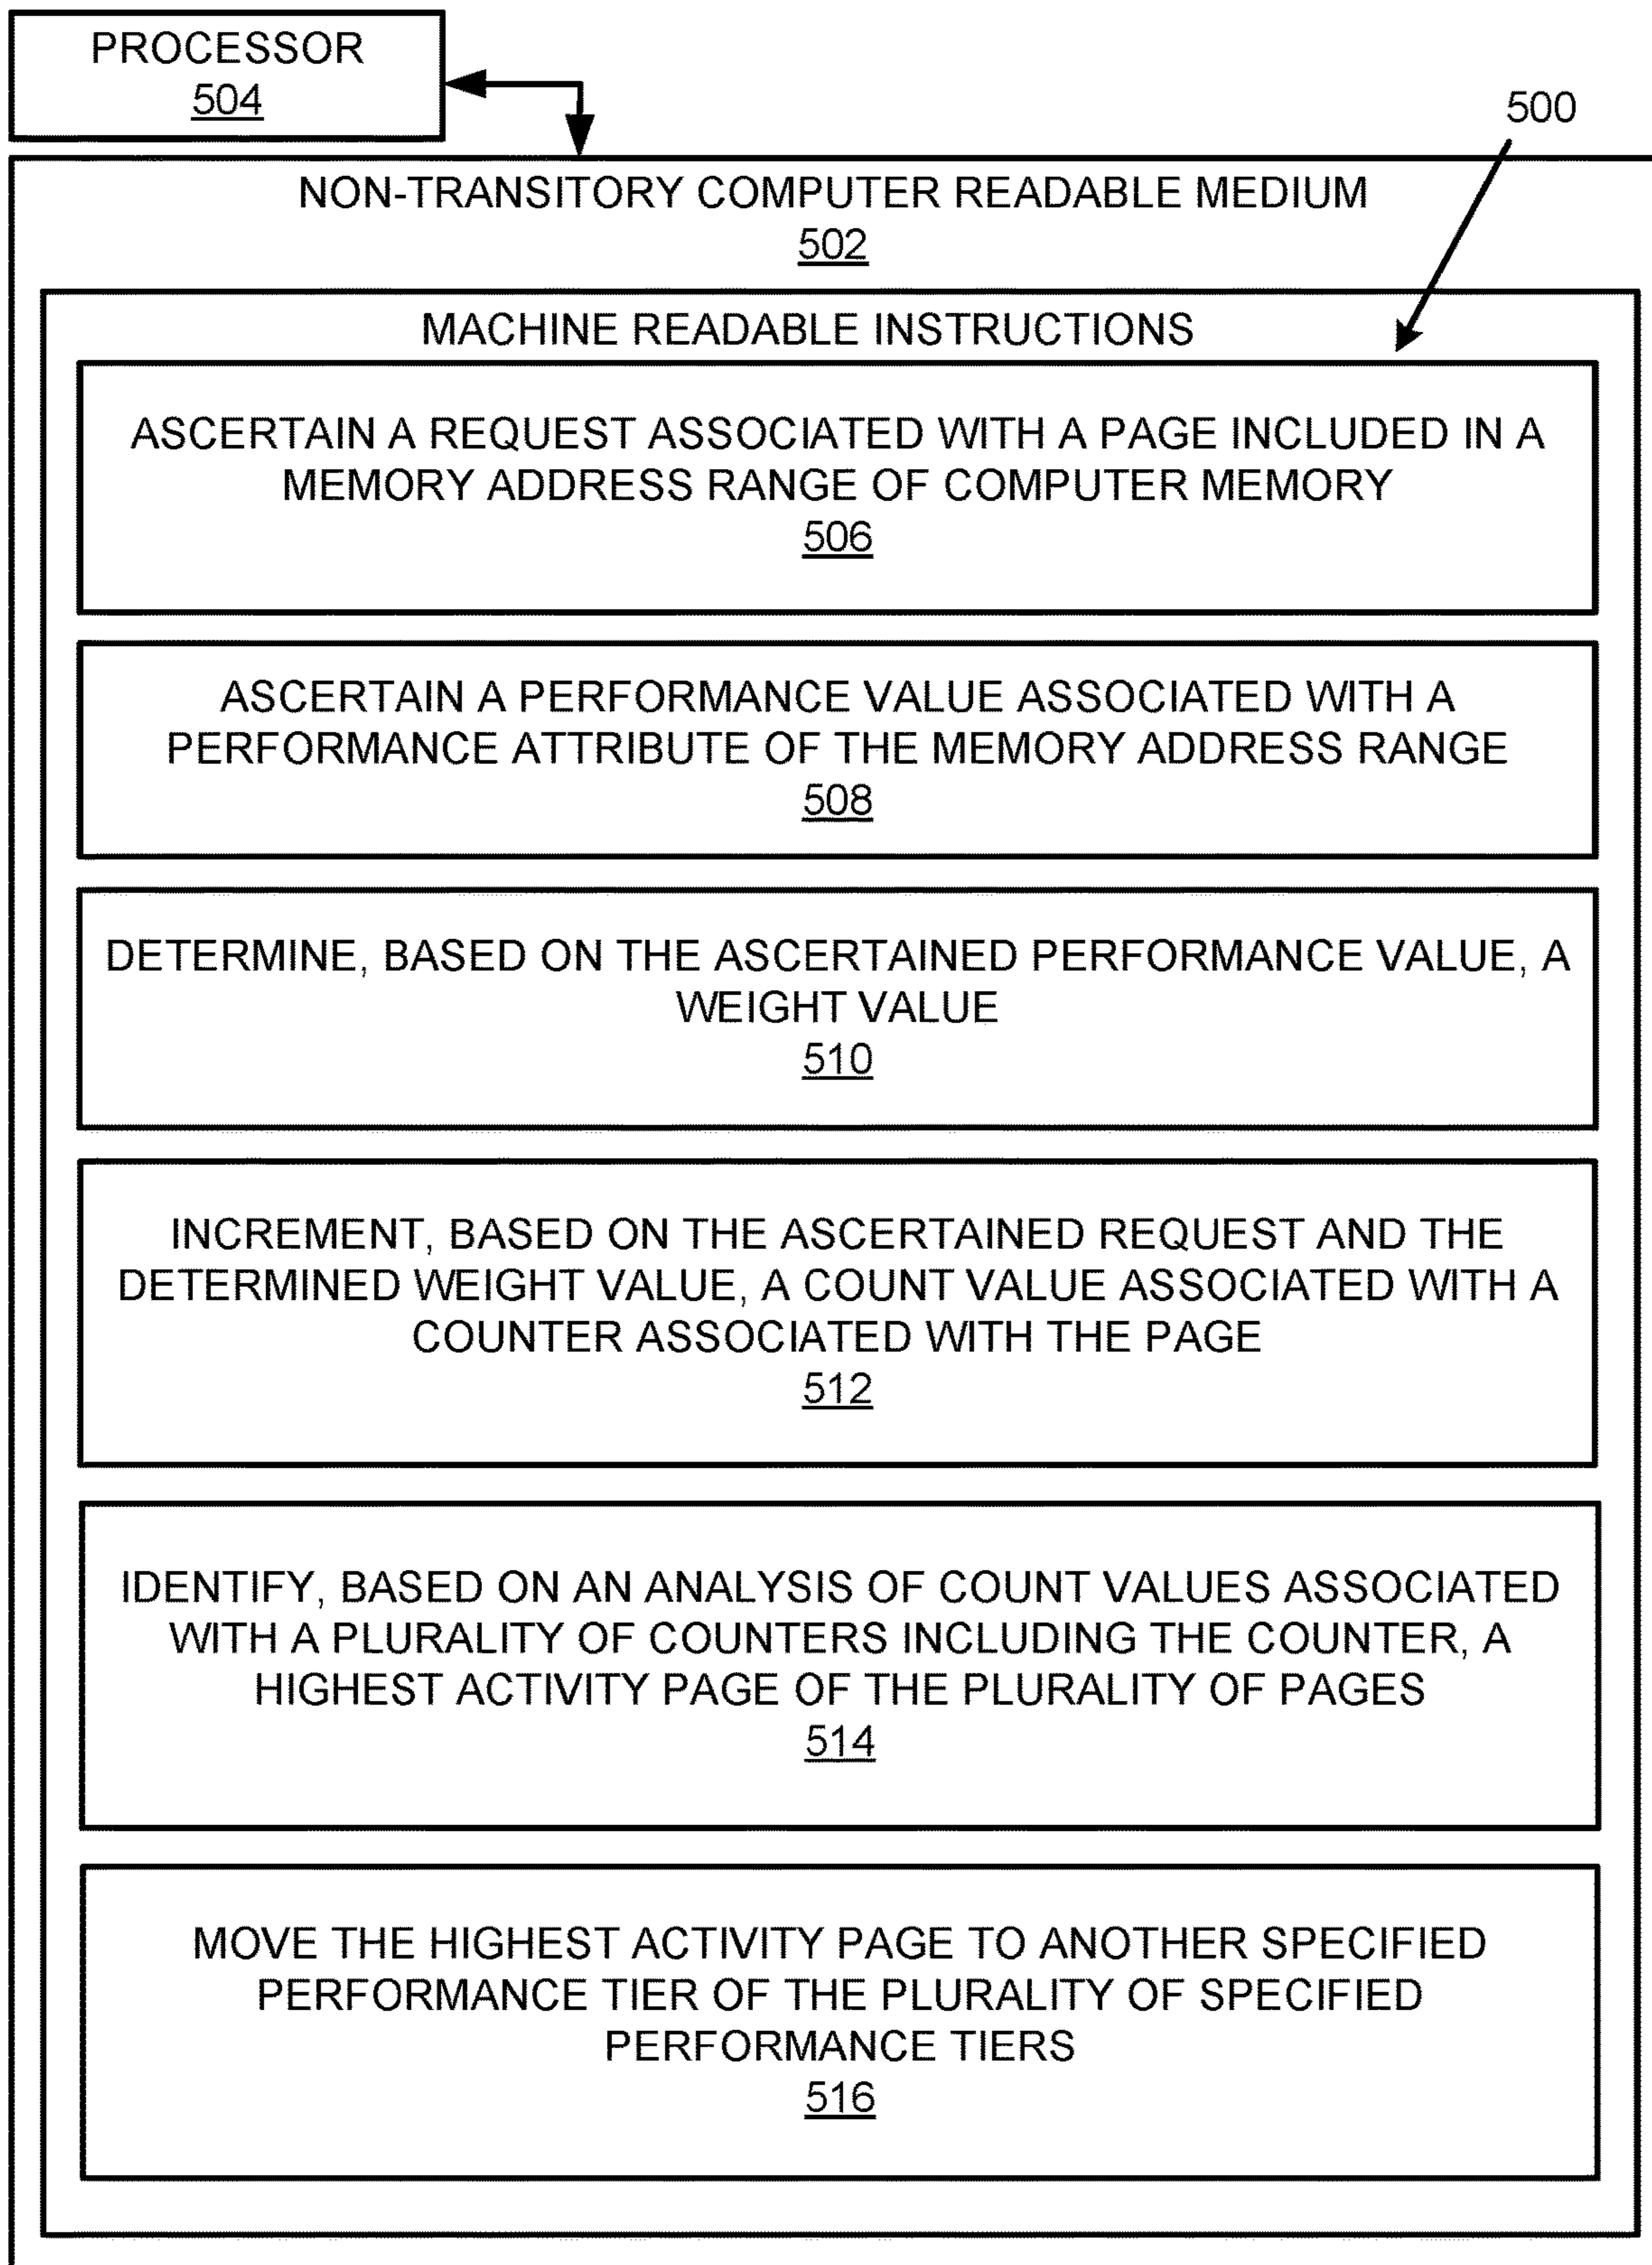 PROCESSOR
504
500
NON-TRANSITORY COMPUTER READABLE MEDIUM
502
MACHINE READABLE INSTRUCTIONS
ASCERTAIN A REQUEST ASSOCIATED WITH A PAGE INCLUDED IN A
MEMORY ADDRESS RANGE OF COMPUTER MEMORY
506
ASCERTAIN A PERFORMANCE VALUE ASSOCIATED WITH A
PERFORMANCE ATTRIBUTE OF THE MEMORY ADDRESS RANGE
508
DETERMINE, BASED ON THE ASCERTAINED PERFORMANCE VALUE, A
WEIGHT VALUE
510
INCREMENT, BASED ON THE ASCERTAINED REQUEST AND THE
DETERMINED WEIGHT VALUE, A COUNT VALUE ASSOCIATED WITH A
COUNTER ASSOCIATED WITH THE PAGE
512
IDENTIFY, BASED ON AN ANALYSIS OF COUNT VALUES ASSOCIATED
WITH A PLURALITY OF COUNTERS INCLUDING THE COUNTER, A
HIGHEST ACTIVITY PAGE OF THE PLURALITY OF PAGES
514
MOVE THE HIGHEST ACTIVITY PAGE TO ANOTHER SPECIFIED
PERFORMANCE TIER OF THE PLURALITY OF SPECIFIED
PERFORMANCE TIERS
516